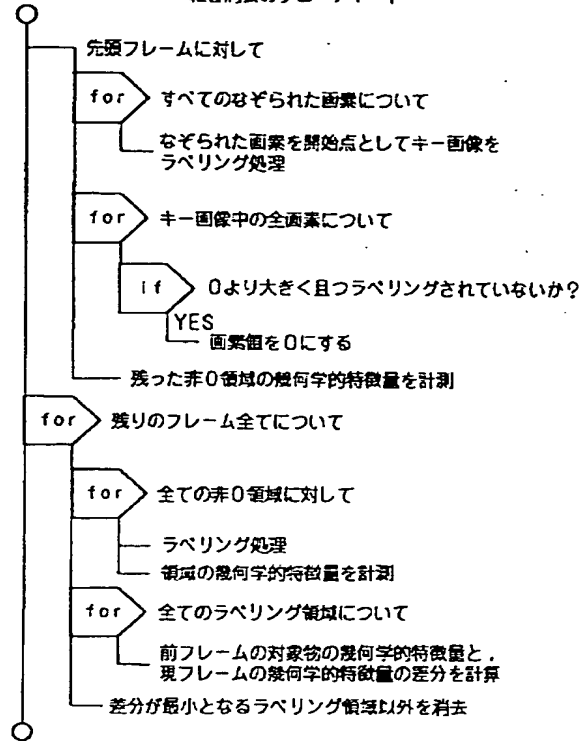 先頭フレームに対して
for すべてのなぞられた画素について
なぞられた画素を開始点としてキー画像を
ラベリング処理
for キー画像中の全画素について
if 0より大きく且つラベリングされていないか?
YES
画素値を0にする
残った非0領域の幾何学的特徴量を計測
for 残りのフレーム全てについて
for 全ての非0領域に対して
ラベリング処理
領域の幾何学的特徴量を計測
for 全てのラベリング領域について
前フレームの対象物の幾何学的特徴量と,
現フレームの幾何学的特徴量の差分を計算
差分が最小となるラベリング領域以外を消去